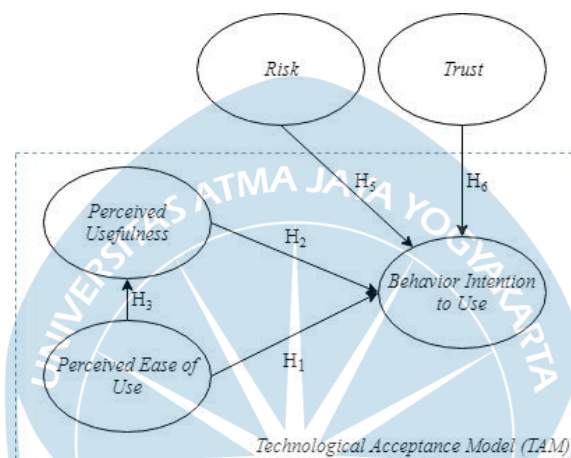 Risk
Trust
UNIVERSITAS ATMA JAYA YOGYAKARTA
H5
H6
Perceived
Usefulness
H2
Behavior Intention
to Use
H3
Perceived Ease of
Use
H1
Technological Acceptance Model (TAM)